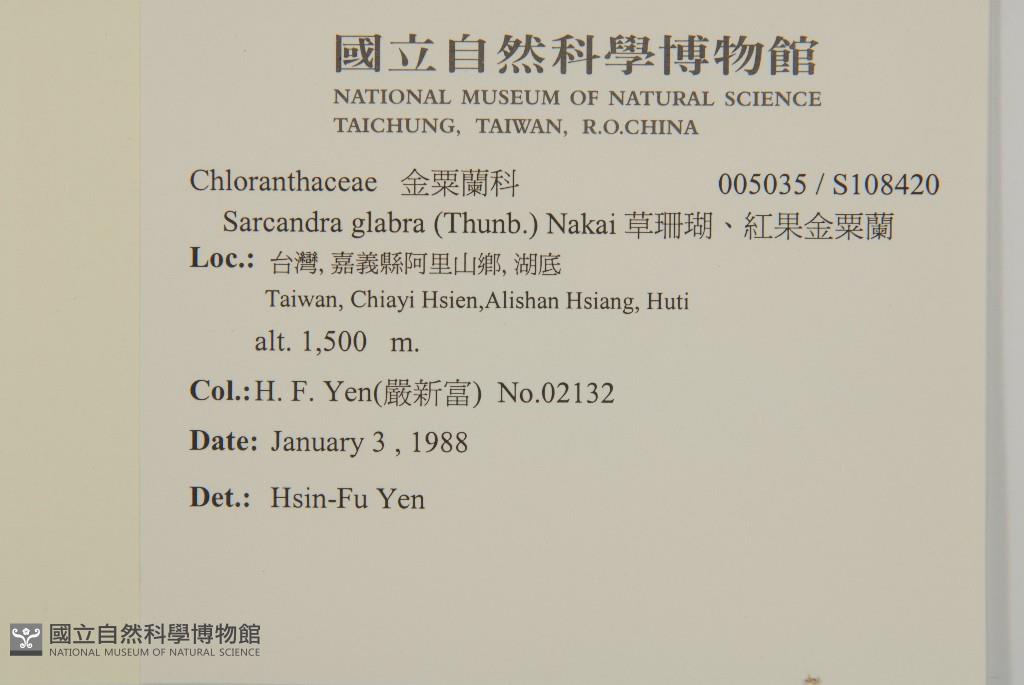 國立自然科學博物館
NATIONAL MUSEUM OF NATURAL SCIENCE
TAICHUNG, TAIWAN, R.O.CHINA
Chloranthaceae 金粟蘭科 005035 / S108420
Sarcandra glabra (Thunb.) Nakai 草珊瑚、紅果金粟蘭
Loc.: 台灣, 嘉義縣阿里山鄉, 湖底
Taiwan, Chiayi Hsien,Alishan Hsiang, Huti
alt. 1,500 m.
Col.: H. F. Yen(嚴新富) No.02132
Date: January 3 , 1988
Det.: Hsin-Fu Yen
國立自然科學博物館
NATIONAL MUSEUM OF NATURAL SCIENCE